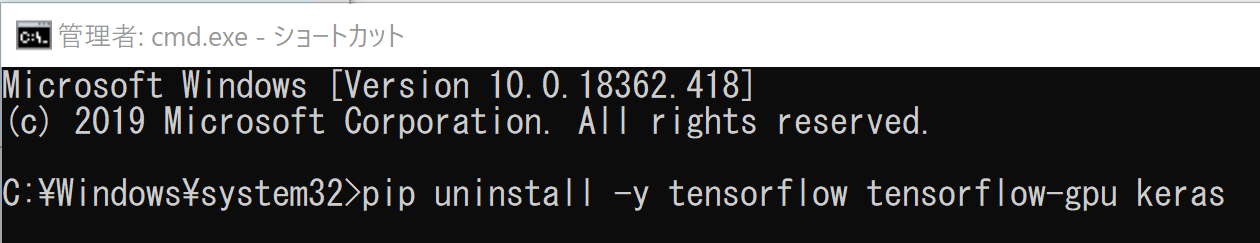 管理者: cmd.exe - ショートカット
Microsoft Windows [Version 10.0.18362.418]
(c) 2019 Microsoft Corporation. All rights reserved.
C:¥Windows¥system32>pip uninstall -y tensorflow tensorflow-gpu keras